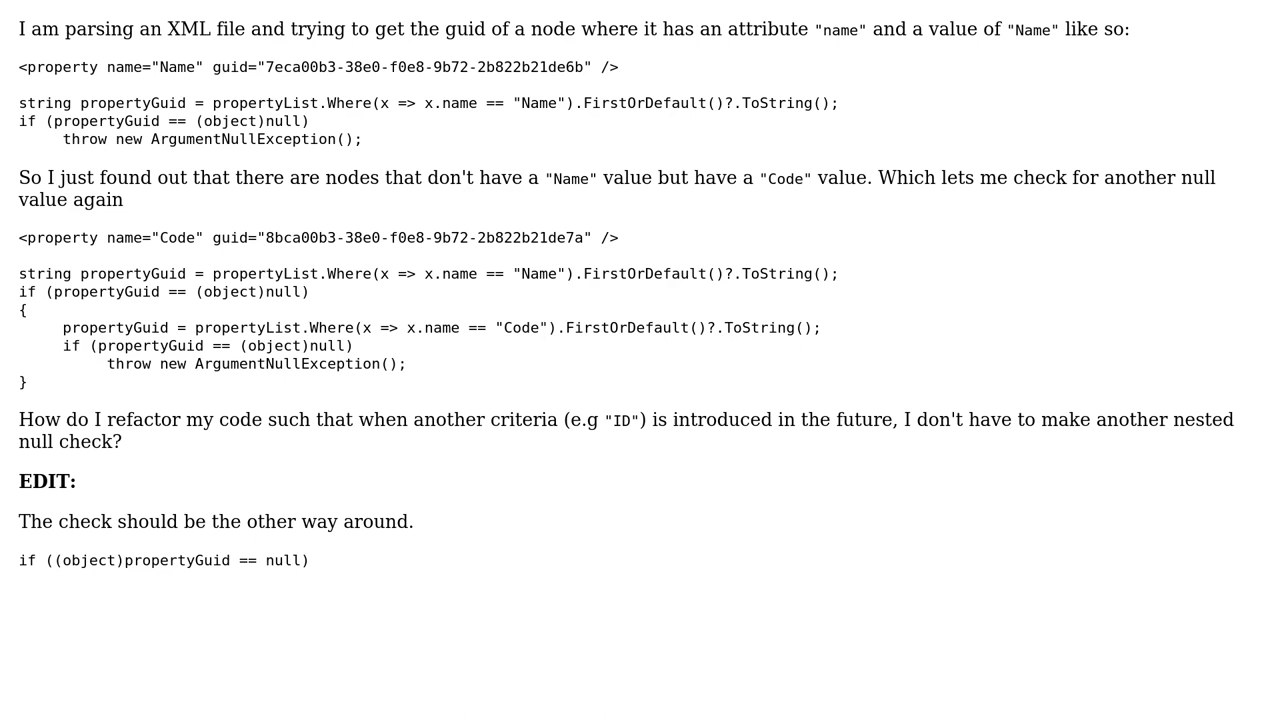 I am parsing an XML file and trying to get the guid of a node where it has an attribute "name" and a value of "Name" like so:
<property name="Name" guid="7eca00b3-38e0-f0e8-9b72-2b822b21de6b" />
string propertyGuid = propertyList.Where(x => x.name == "Name").FirstOrDefault()?.ToString();
if (propertyGuid == (object)null)
     throw new ArgumentNullException();
So I just found out that there are nodes that don't have a "Name" value but have a "Code" value. Which lets me check for another null
value again
<property name="Code" guid="8bca00b3-38e0-f0e8-9b72-2b822b21de7a" />
string propertyGuid = propertyList.Where(x => x.name == "Name").FirstOrDefault()?.ToString();
if (propertyGuid == (object)null)
{
     propertyGuid = propertyList.Where(x => x.name == "Code").FirstOrDefault()?.ToString();
     if (propertyGuid == (object)null)
          throw new ArgumentNullException();
}
How do I refactor my code such that when another criteria (e.g "ID") is introduced in the future, I don't have to make another nested
null check?
EDIT:
The check should be the other way around.
if ((object)propertyGuid == null)